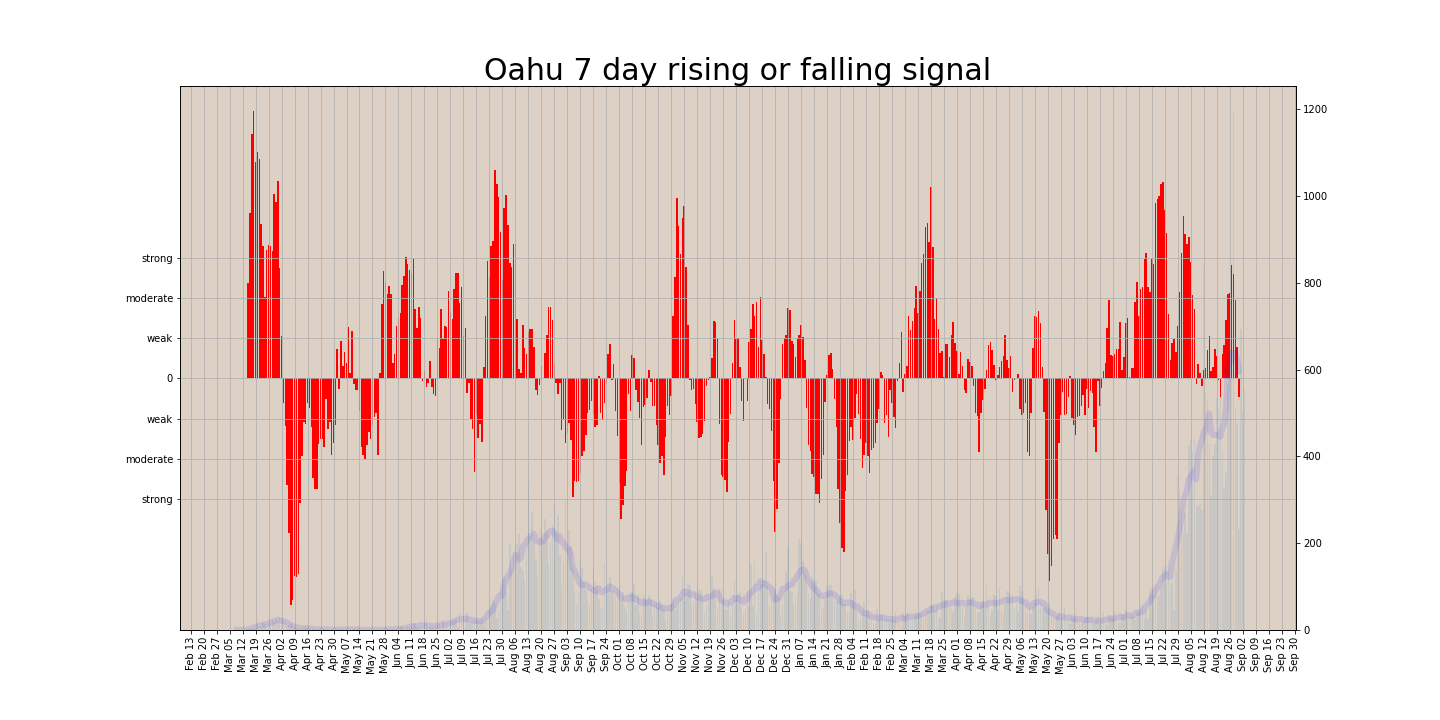 Oahu 7 day rising or falling signal
strong
moderate
weak
0
weak
moderate
strong
1200
1000
800
600
400
200
0
Feb 13
Feb 20
Feb 27
Mar 05
Mar 12
Mar 19
Mar 26
Apr 02
Apr 09
Apr 16
Apr 23
Apr 30
May 07
May 14
May 21
May 28
Jun 04
Jun 11
Jun 18
Jun 25
Jul 02
Jul 09
Jul 16
Jul 23
Jul 30
Aug 06
Aug 13
Aug 20
Aug 27
Sep 03
Sep 10
Sep 17
Sep 24
Oct 01
Oct 08
Oct 15
Oct 22
Oct 29
Nov 05
Nov 12
Nov 19
Nov 26
Dec 03
Dec 10
Dec 17
Dec 24
Dec 31
Jan 07
Jan 14
Jan 21
Jan 28
Feb 04
Feb 11
Feb 18
Feb 25
Mar 04
Mar 11
Mar 18
Mar 25
Apr 01
Apr 08
Apr 15
Apr 22
Apr 29
May 06
May 13
May 20
May 27
Jun 03
Jun 10
Jun 17
Jun 24
Jul 01
Jul 08
Jul 15
Jul 22
Jul 29
Aug 05
Aug 12
Aug 19
Aug 26
Sep 02
Sep 09
Sep 16
Sep 23
Sep 30